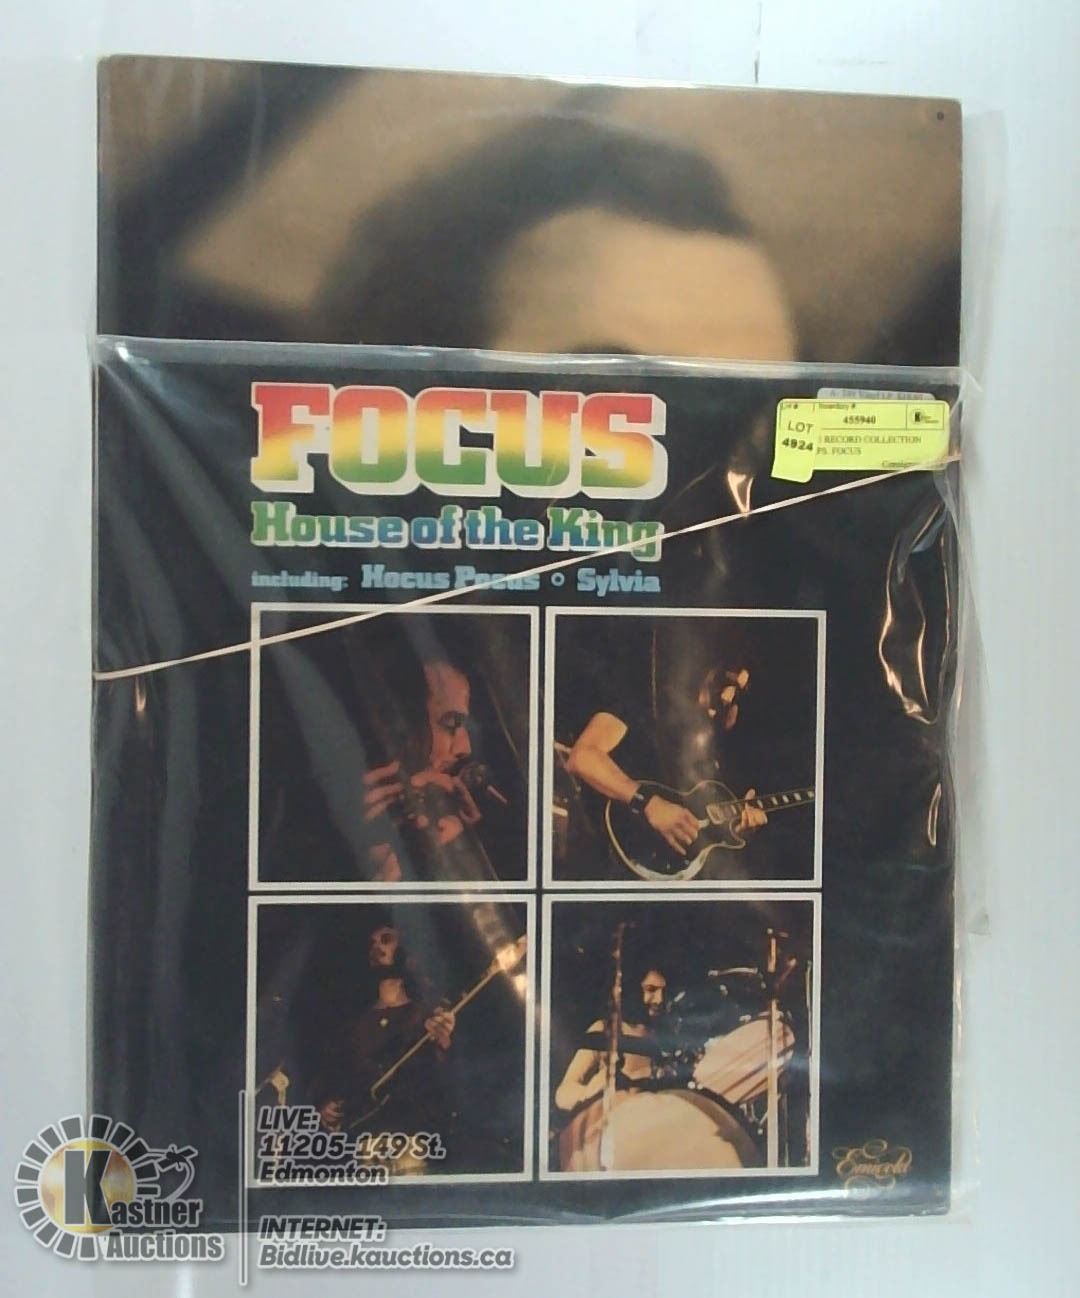 FOCUS
House of the King
including: Hocus Pocus • Sylvia
455940
LOT
4924
RECORD COLLECTION
FOCUS
Emigold
LIVE:
11205-149 St.
Edmonton
Kastner
Auctions
INTERNET:
Bidlive.kauctions.ca